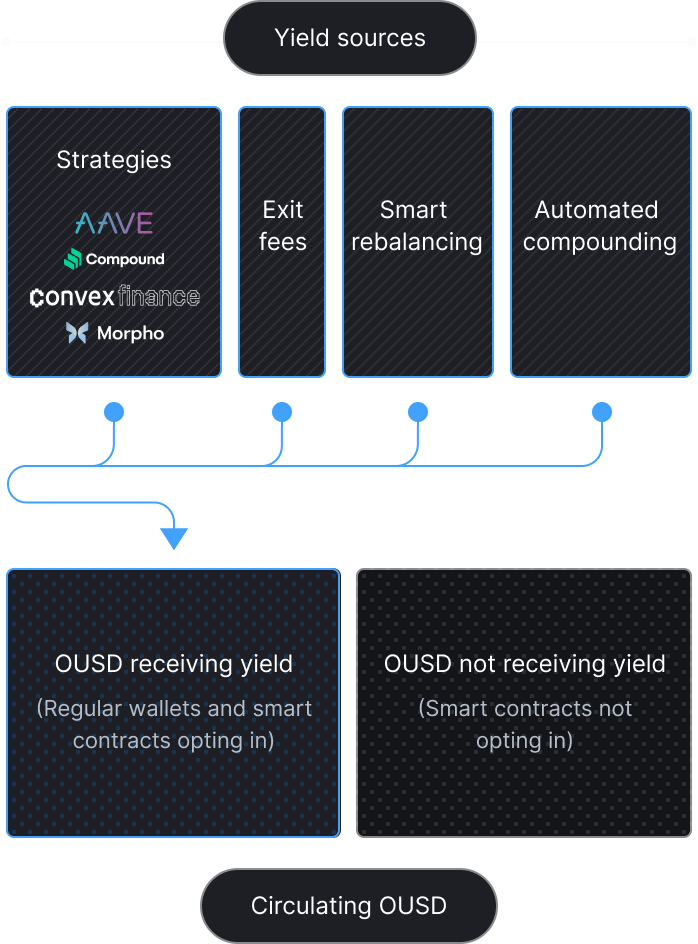 Yield sources
Strategies
AAVE
Compound
convex finance
Morpho
Exit
fees
Smart
rebalancing
Automated
compounding
OUSD receiving yield
(Regular wallets and smart
contracts opting in)
OUSD not receiving yield
(Smart contracts not
opting in)
Circulating OUSD